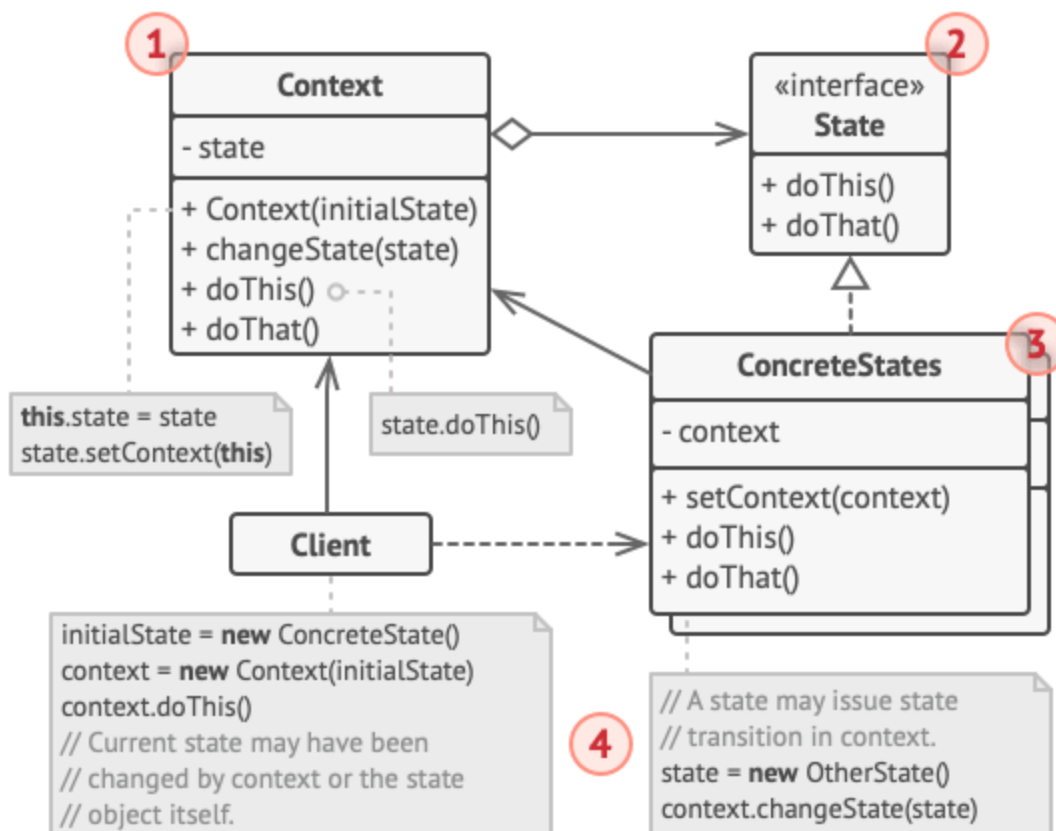 1
Context
- state
+ Context(initialState)
+ changeState(state)
+ doThis()
+ doThat()
2
«interface»
State
+ doThis()
+ doThat()
this.state = state
state.setContext(this)
state.doThis()
3
ConcreteStates
- context
+ setContext(context)
+ doThis()
+ doThat()
Client
initialState = new ConcreteState()
context = new Context(initialState)
context.doThis()
// Current state may have been
// changed by context or the state
// object itself.
4
// A state may issue state
// transition in context.
state = new OtherState()
context.changeState(state)